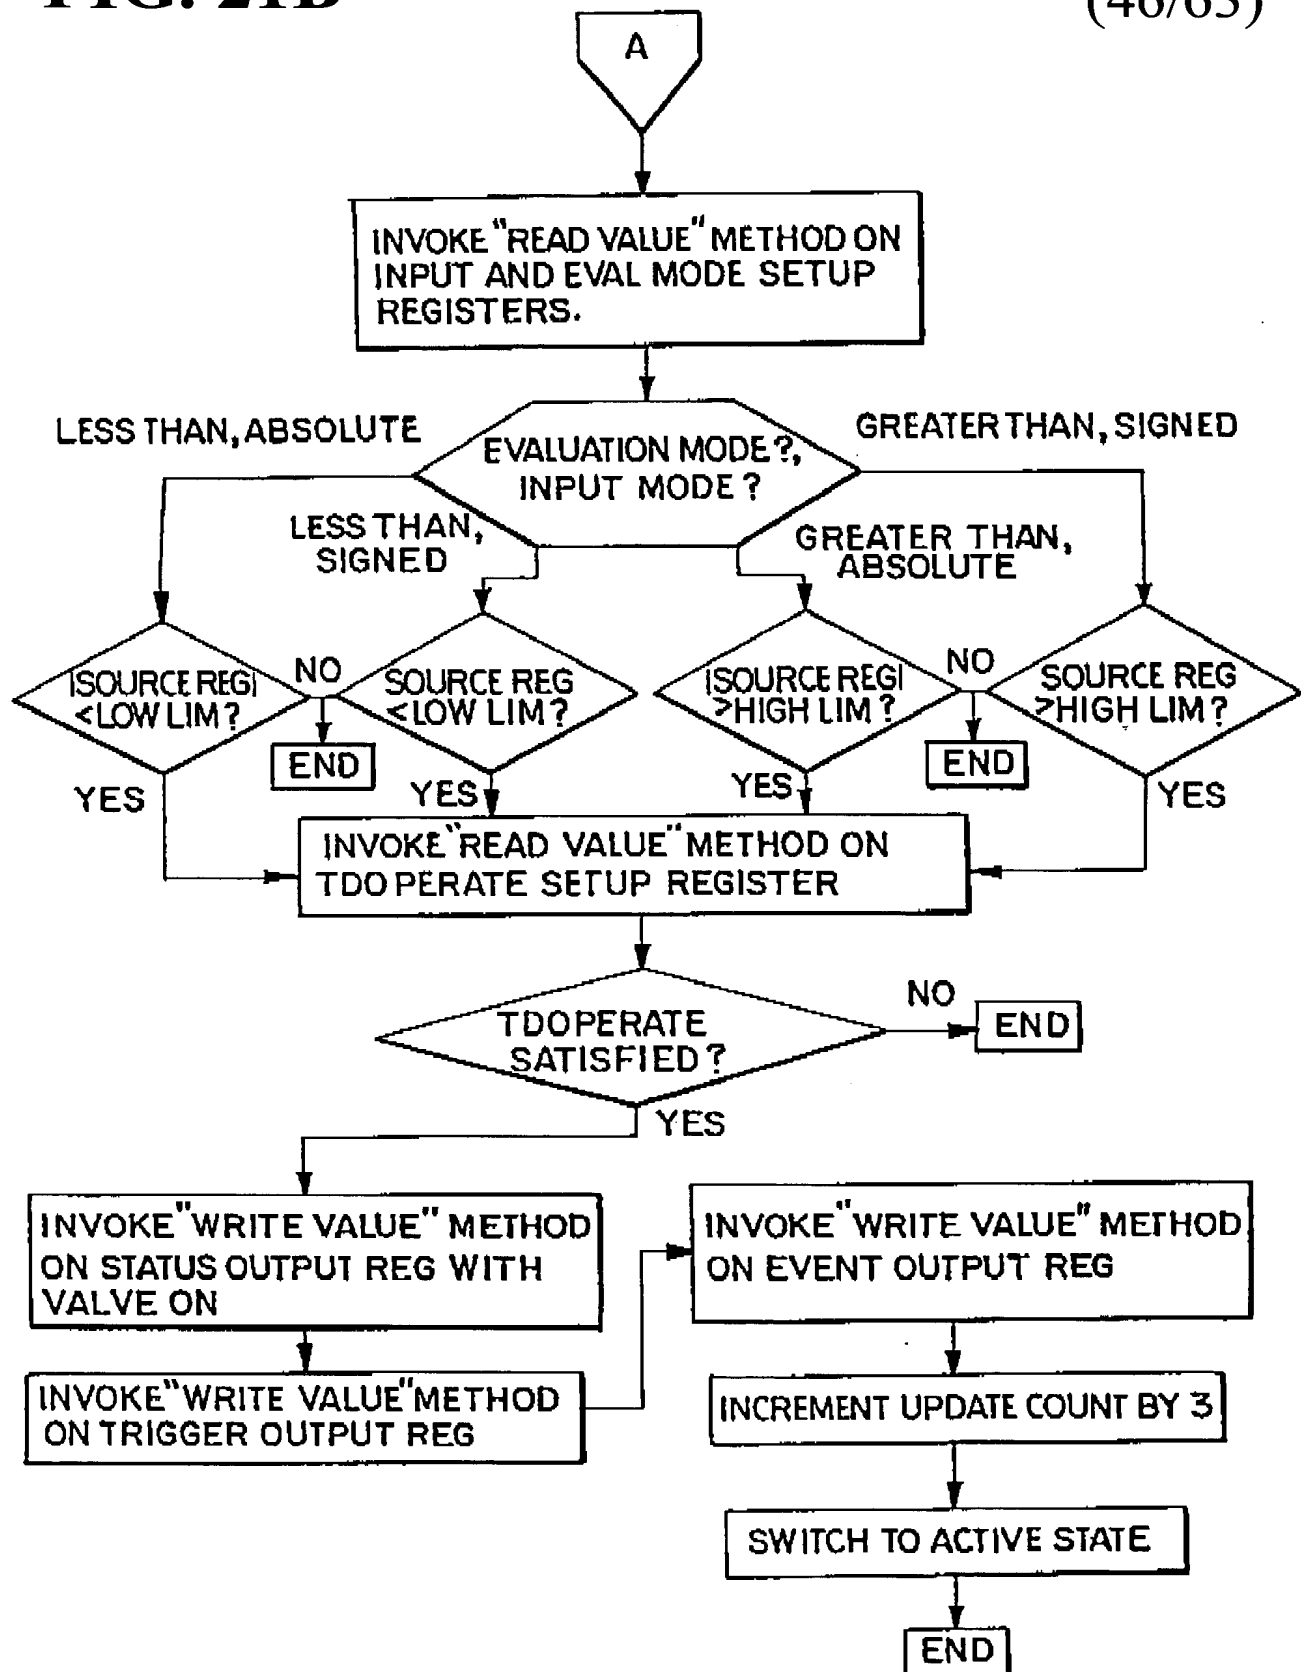 FIG. 21B
(46/65)
A
INVOKE "READ VALUE" METHOD ON
INPUT AND EVAL MODE SETUP
REGISTERS.
EVALUATION MODE?,
INPUT MODE?
LESS THAN, ABSOLUTE
GREATER THAN, SIGNED
LESS THAN,
SIGNED
GREATER THAN,
ABSOLUTE
|SOURCE REG|
<LOW LIM?
NO
SOURCE REG
<LOW LIM?
|SOURCE REG|
>HIGH LIM?
NO
SOURCE REG
>HIGH LIM?
END
END
YES
YES
YES
YES
INVOKE "READ VALUE" METHOD ON
TDOPERATE SETUP REGISTER
TDOPERATE
SATISFIED?
NO
END
YES
INVOKE "WRITE VALUE" METHOD
ON STATUS OUTPUT REG WITH
VALVE ON
INVOKE "WRITE VALUE" METHOD
ON TRIGGER OUTPUT REG
INVOKE "WRITE VALUE" METHOD
ON EVENT OUTPUT REG
INCREMENT UPDATE COUNT BY 3
SWITCH TO ACTIVE STATE
END